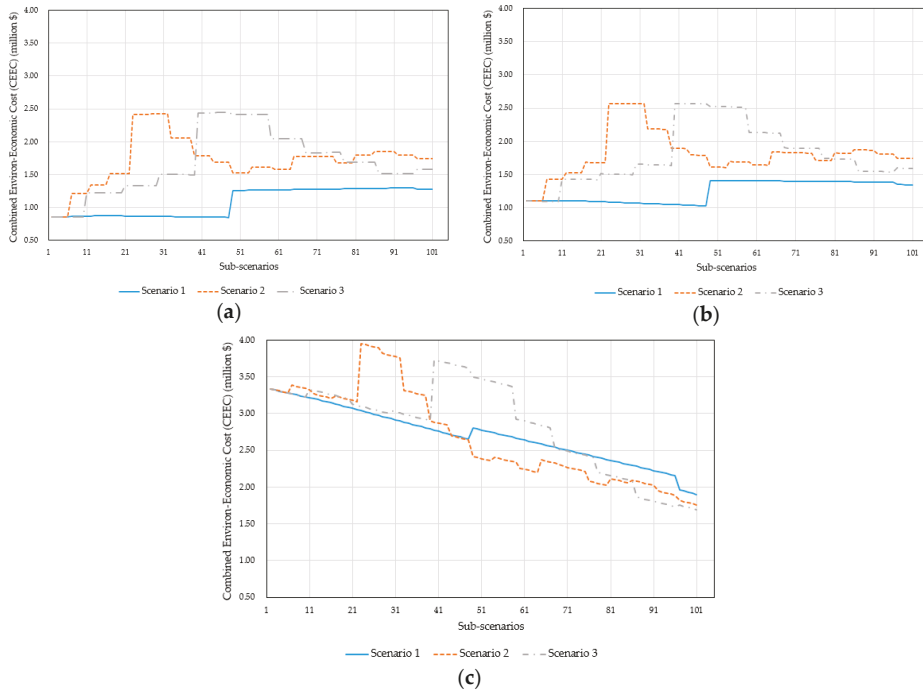 (a)
Combined Environ-Economic Cost (CEEC) (million $)
4.00
3.50
3.00
2.50
2.00
1.50
1.00
0.50
1 11 21 31 41 51 61 71 81 91 101
Sub-scenarios
Scenario 1 Scenario 2 Scenario 3
(a)
(b)
Combined Environ-Economic Cost (CEEC) (million $)
4.00
3.50
3.00
2.50
2.00
1.50
1.00
0.50
1 11 21 31 41 51 61 71 81 91 101
Sub-scenarios
Scenario 1 Scenario 2 Scenario 3
(b)
Combined Environ-Economic Cost (CEEC) (million $)
4.00
3.50
3.00
2.50
2.00
1.50
1.00
0.50
1 11 21 31 41 51 61 71 81 91 101
Sub-scenarios
Scenario 1 Scenario 2 Scenario 3
(c)